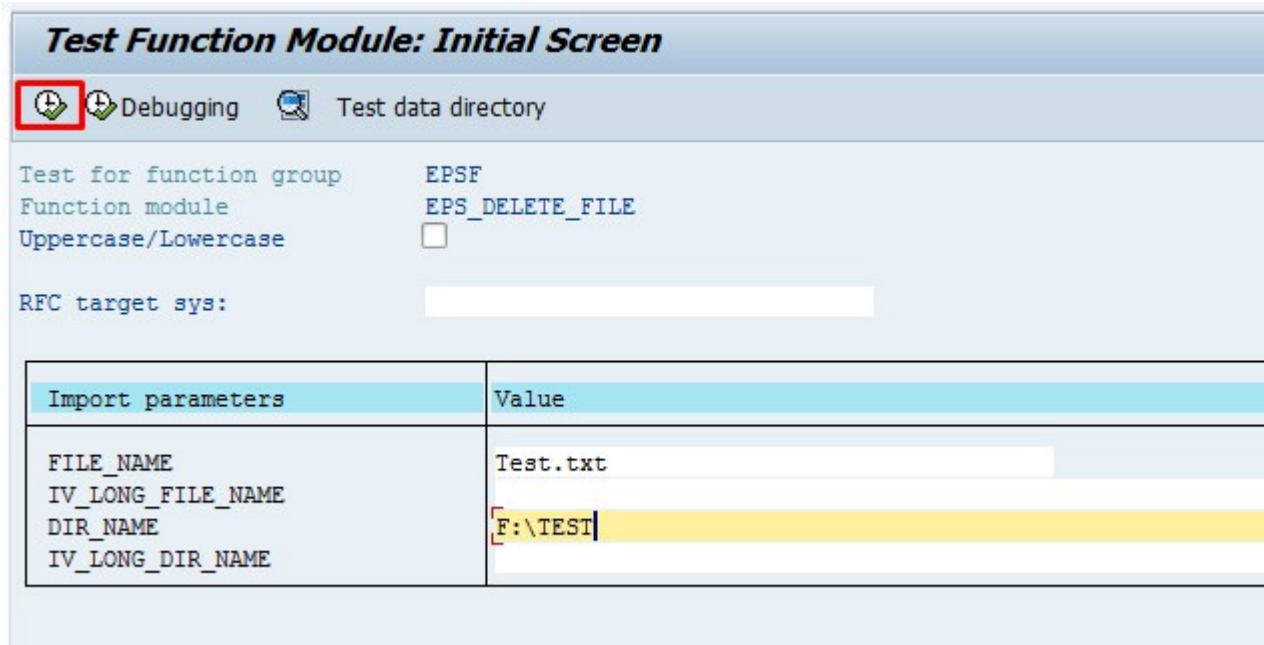 Test Function Module: Initial Screen
Debugging Test data directory
Test for function group EPSF
Function module EPS_DELETE_FILE
Uppercase/Lowercase
RFC target sys:
Import parameters Value
FILE_NAME Test.txt
IV_LONG_FILE_NAME
DIR_NAME F:\TEST
IV_LONG_DIR_NAME